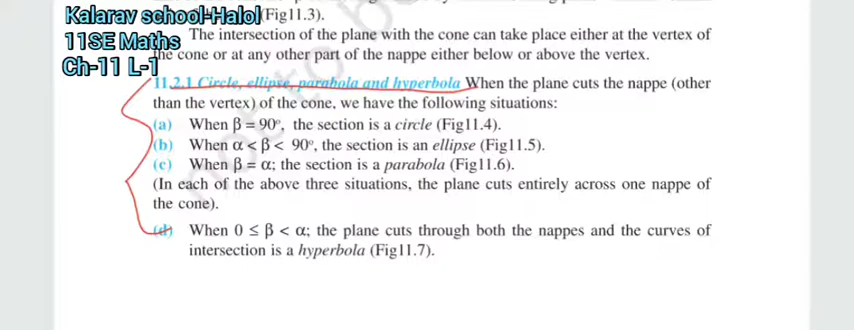 Kalarav school-Halol
11SE Maths
Ch-11 L-1
(Fig11.3).
The intersection of the plane with the cone can take place either at the vertex of
the cone or at any other part of the nappe either below or above the vertex.
11.2.1 Circle, ellipse, parabola and hyperbola When the plane cuts the nappe (other
than the vertex) of the cone, we have the following situations:
(a) When β = 90º, the section is a circle (Fig11.4).
(b) When α < β < 90º, the section is an ellipse (Fig11.5).
(c) When β = α; the section is a parabola (Fig11.6).
(In each of the above three situations, the plane cuts entirely across one nappe of
the cone).
(d) When 0 ≤ β < α; the plane cuts through both the nappes and the curves of
intersection is a hyperbola (Fig11.7).